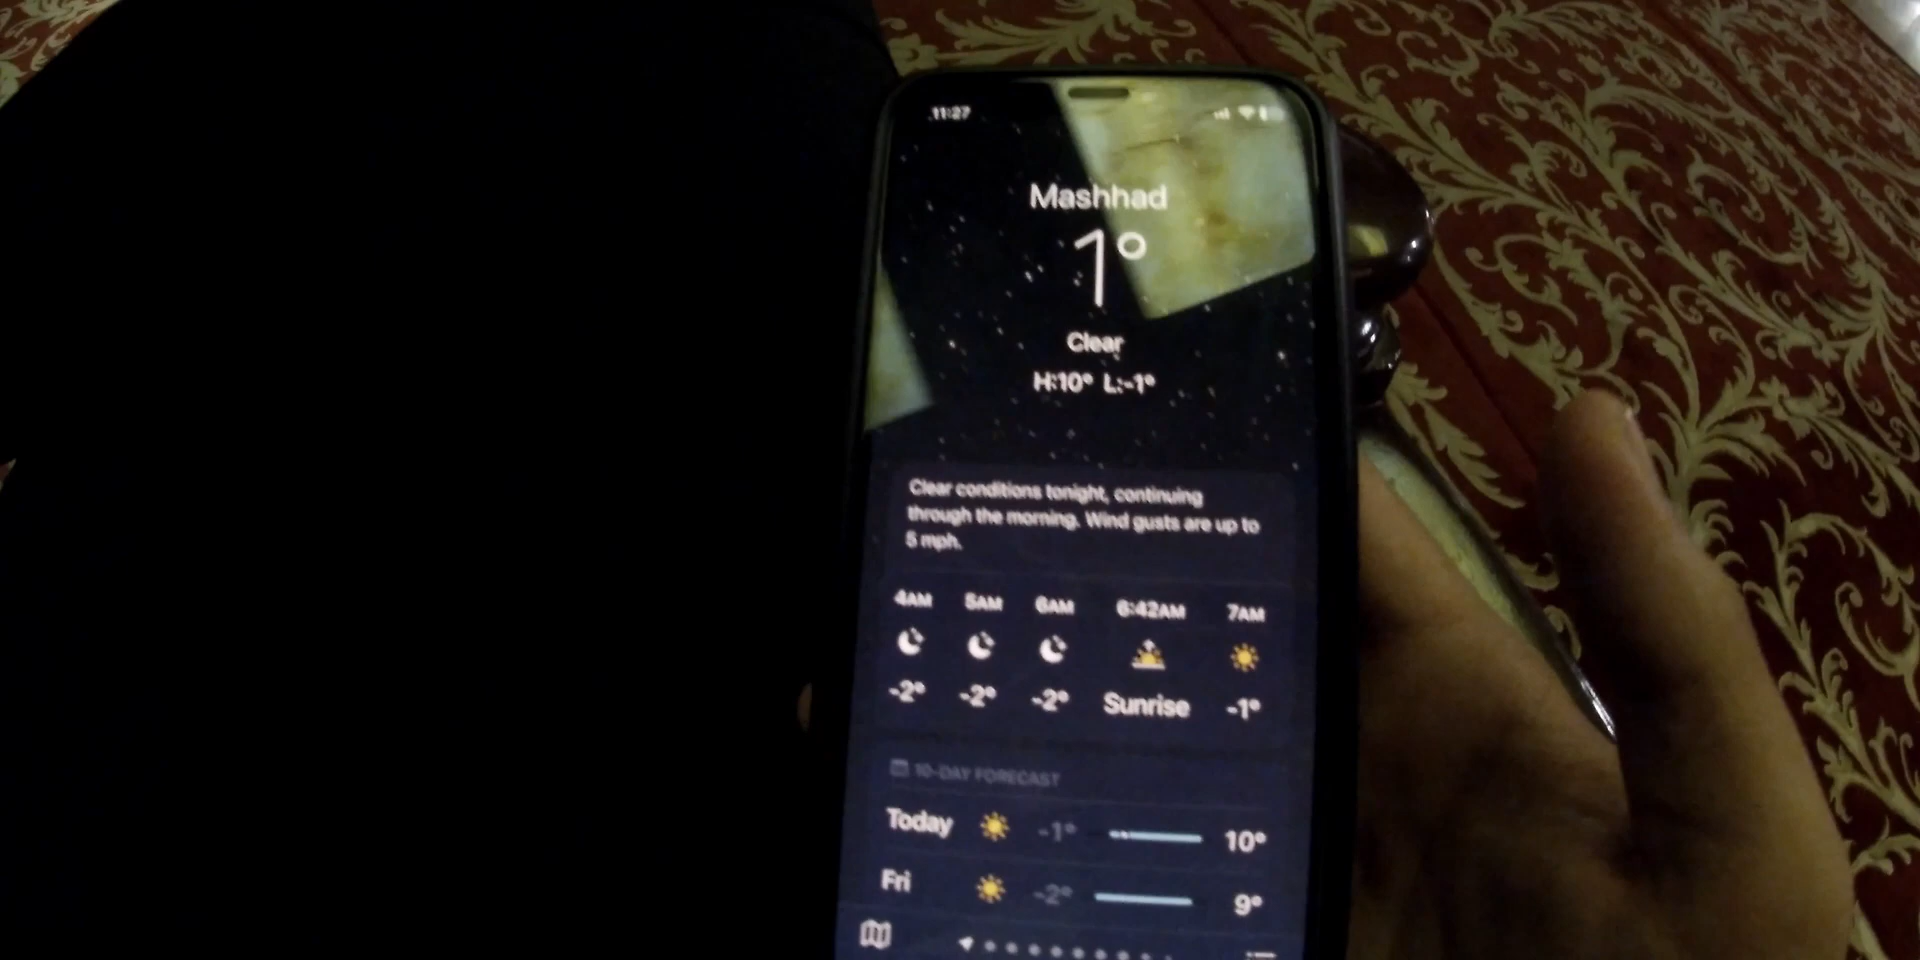 11:27
Mashhad
1°
Clear
H:10° L:-1°
Clear conditions tonight, continuing
through the morning. Wind gusts are up to
5 mph.
4AM 5AM 6AM 6:42AM 7AM
-2° -2° -2° Sunrise -1°
10-DAY FORECAST
Today -1° 10°
Fri -2° 9°